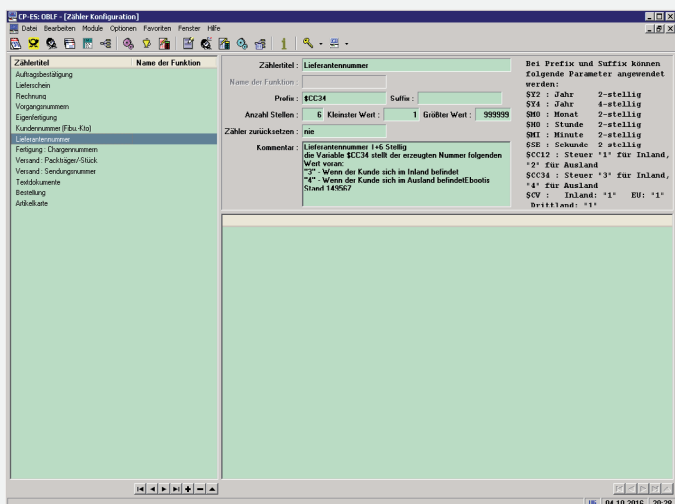 CP-ES: OBLF - [Zähler Konfiguration]
Datei Bearbeiten Module Optionen Favoriten Fenster Hilfe
Zählertitel Name der Funktion
Auftragsbestätigung
Lieferschein
Rechnung
Vorgangsnummern
Eigenfertigung
Kundennummer (Fibu.-Kto)
Lieferantennummer
Fertigung : Chargennummern
Versand : Packträger/-Stück
Versand : Sendungsnummer
Textdokumente
Bestellung
Artikelkarte
Zählertitel : Lieferantennummer
Name der Funktion :
Prefix : $CC34 Suffix :
Anzahl Stellen : 6 Kleinster Wert : 1 Größter Wert : 999999
Zähler zurücksetzen : nie
Kommentar : Lieferantennummer 1+6 Stellig
die Variable $CC34 stellt der erzeugten Nummer folgenden
Wert voran:
"3" - Wenn der Kunde sich im Inland befindet
"4" - Wenn der Kunde sich im Ausland befindetEbootis
Stand 149567
Bei Prefix und Suffix können
folgende Parameter angewendet
werden:
$Y2 : Jahr 2-stellig
$Y4 : Jahr 4-stellig
$MO : Monat 2-stellig
$HO : Stunde 2-stellig
$MI : Minute 2-stellig
$SE : Sekunde 2 stellig
$CC12 : Steuer "1" für Inland,
"2" für Ausland
$CC34 : Steuer "3" für Inland,
"4" für Ausland
$CV : Inland: "1" EU: "1"
Drittland: "1"
04.10.2016 20:28